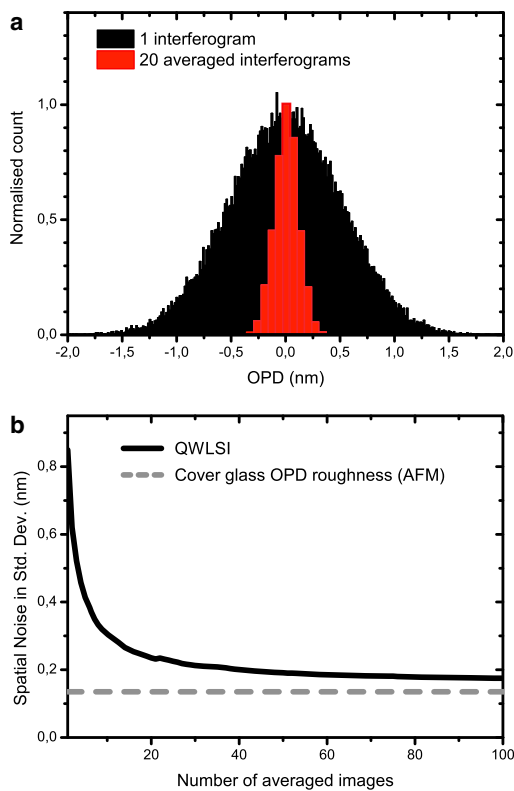 a
1 interferogram
20 averaged interferograms
Normalised count
1,0
0,5
0,0
-2,0 -1,5 -1,0 -0,5 0,0 0,5 1,0 1,5 2,0
OPD (nm)
b
QWLSI
Cover glass OPD roughness (AFM)
Spatial Noise in Std. Dev. (nm)
0,8
0,6
0,4
0,2
0,0
20 40 60 80 100
Number of averaged images